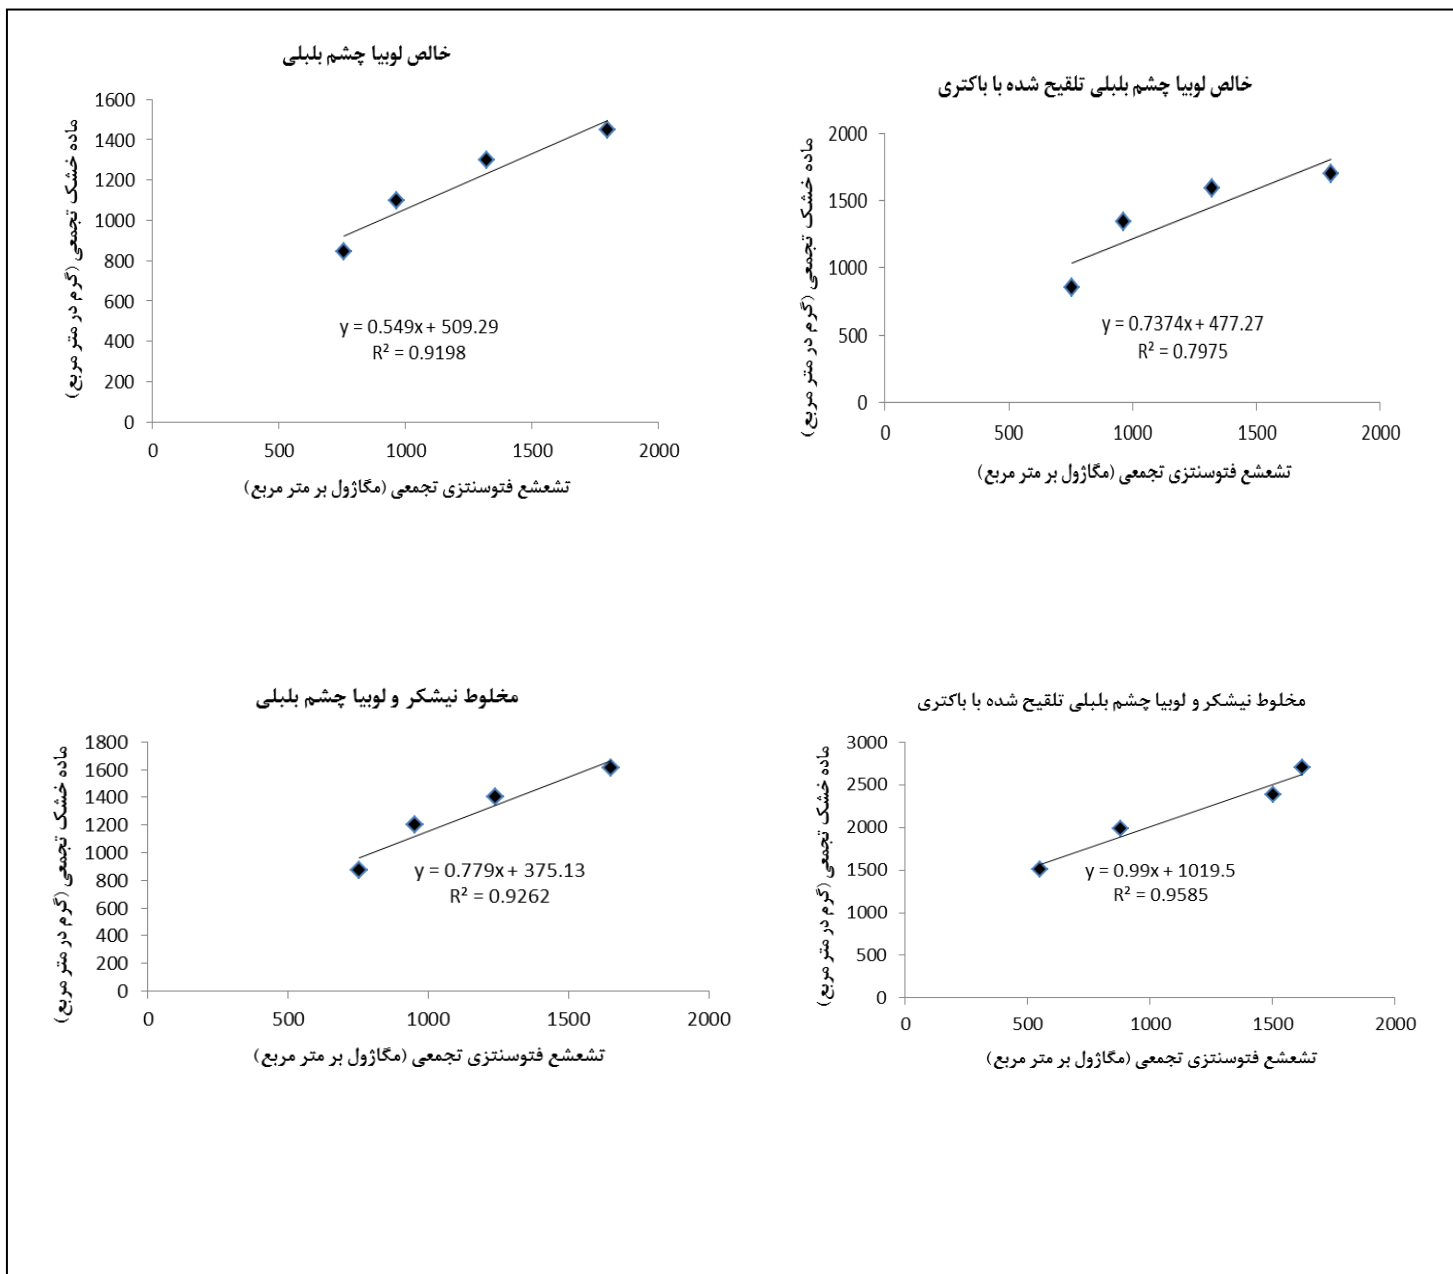 خالص لوبیا چشم بلبلی
ماده خشک تجمعی (گرم در متر مربع)
1600
1400
1200
1000
800
600
400
200
0
y = 0.549x + 509.29
R² = 0.9198
0 500 1000 1500 2000
تشعشع فتوسنتزی تجمعی (مگاژول بر متر مربع)
خالص لوبیا چشم بلبلی تلقیح شده با باکتری
ماده خشک تجمعی (گرم در متر مربع)
2000
1500
1000
500
0
y = 0.7374x + 477.27
R² = 0.7975
0 500 1000 1500 2000
تشعشع فتوسنتزی تجمعی (مگاژول بر متر مربع)
مخلوط نیشکر و لوبیا چشم بلبلی
ماده خشک تجمعی (گرم در متر مربع)
1800
1600
1400
1200
1000
800
600
400
200
0
y = 0.779x + 375.13
R² = 0.9262
0 500 1000 1500 2000
تشعشع فتوسنتزی تجمعی (مگاژول بر متر مربع)
مخلوط نیشکر و لوبیا چشم بلبلی تلقیح شده با باکتری
ماده خشک تجمعی (گرم در متر مربع)
3000
2500
2000
1500
1000
500
0
y = 0.99x + 1019.5
R² = 0.9585
0 500 1000 1500 2000
تشعشع فتوسنتزی تجمعی (مگاژول بر متر مربع)